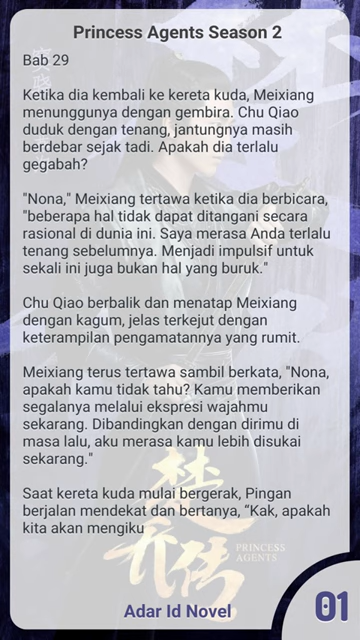 Princess Agents Season 2
Bab 29
Ketika dia kembali ke kereta kuda, Meixiang
menunggunya dengan gembira. Chu Qiao
duduk dengan tenang, jantungnya masih
berdebar sejak tadi. Apakah dia terlalu
gegabah?
"Nona," Meixiang tertawa ketika dia berbicara,
"beberapa hal tidak dapat ditangani secara
rasional di dunia ini. Saya merasa Anda terlalu
tenang sebelumnya. Menjadi impulsif untuk
sekali ini juga bukan hal yang buruk."
Chu Qiao berbalik dan menatap Meixiang
dengan kagum, jelas terkejut dengan
keterampilan pengamatannya yang rumit.
Meixiang terus tertawa sambil berkata, "Nona,
apakah kamu tidak tahu? Kamu memberikan
segalanya melalui ekspresi wajahmu
sekarang. Dibandingkan dengan dirimu di
masa lalu, aku merasa kamu lebih disukai
sekarang."
Saat kereta kuda mulai bergerak, Pingan
berjalan mendekat dan bertanya, “Kak, apakah
kita akan mengiku
楚乔传
PRINCESS
AGENTS
Adar Id Novel
01